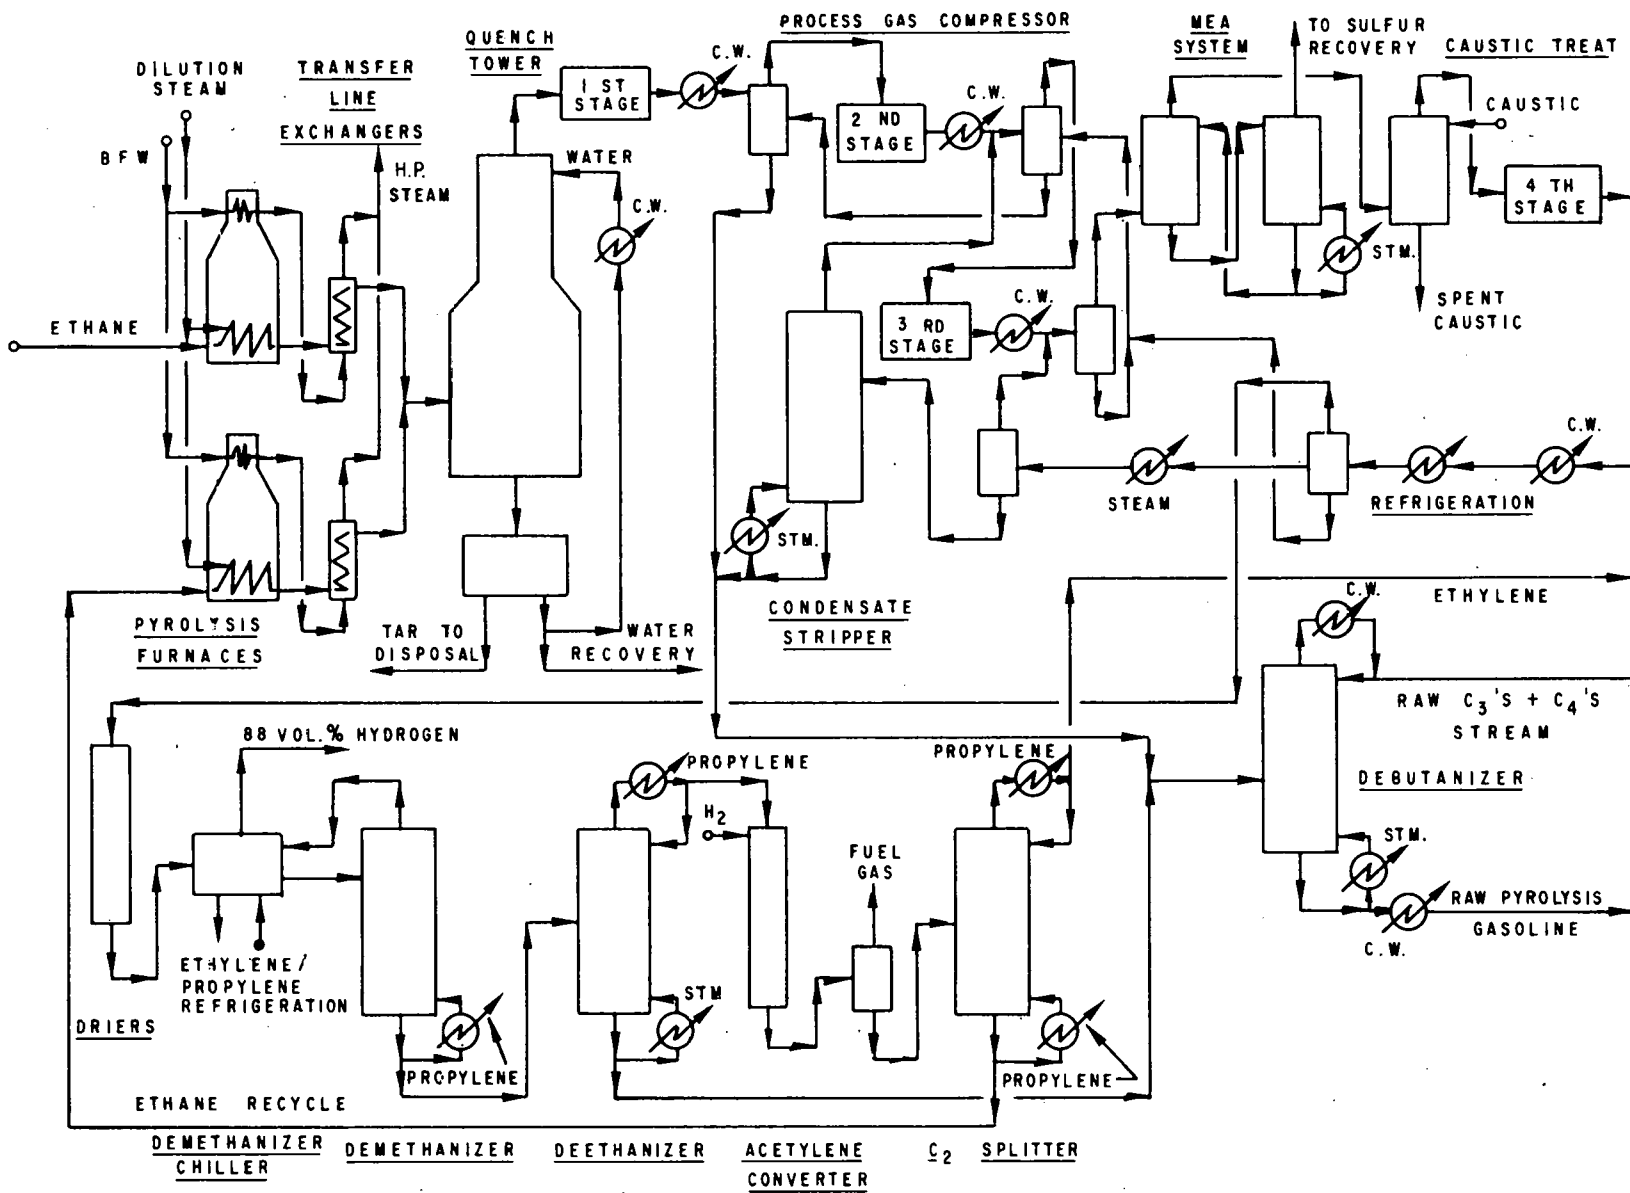 PROCESS GAS COMPRESSOR
MEA
SYSTEM
TO SULFUR
RECOVERY
CAUSTIC TREAT
QUENCH
TOWER
C.W.
DILUTION
STEAM
TRANSFER
LINE
EXCHANGERS
1 ST
STAGE
C.W.
2 ND
STAGE
CAUSTIC
BFW
H.P.
STEAM
WATER
C.W.
4 TH
STAGE
STM.
ETHANE
C.W.
3 RD
STAGE
SPENT
CAUSTIC
C.W.
STEAM
REFRIGERATION
STM.
PYROLYSIS
FURNACES
TAR TO
DISPOSAL
WATER
RECOVERY
CONDENSATE
STRIPPER
ETHYLENE
C.W.
RAW C3'S + C4'S
STREAM
88 VOL.% HYDROGEN
PROPYLENE
PROPYLENE
DEBUTANIZER
H2
FUEL
GAS
STM.
RAW PYROLYSIS
GASOLINE
C.W.
ETHYLENE/
PROPYLENE
REFRIGERATION
STM
DRIERS
PROPYLENE
PROPYLENE
ETHANE RECYCLE
DEMETHANIZER
CHILLER
DEMETHANIZER
DEETHANIZER
ACETYLENE
CONVERTER
C2 SPLITTER